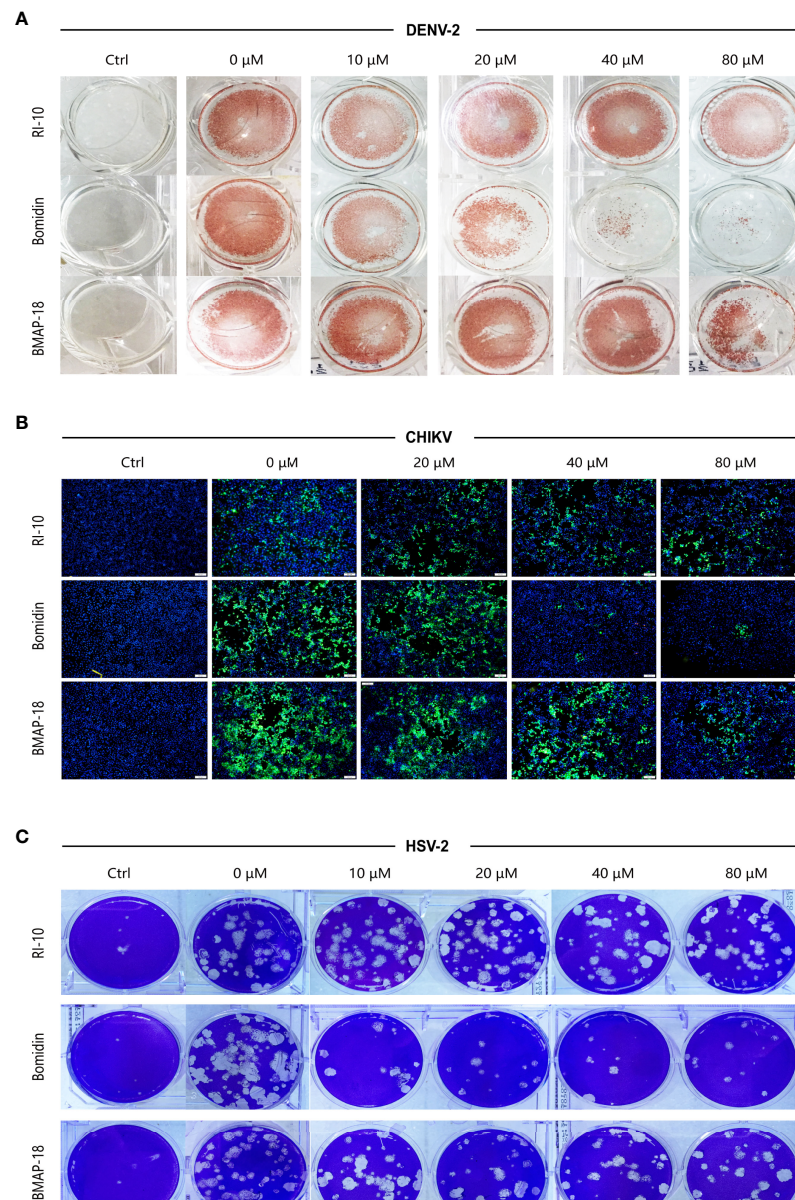 A
DENV-2
Ctrl 0 μM 10 μM 20 μM 40 μM 80 μM
RI-10
Bomidin
BMAP-18
B
CHIKV
Ctrl 0 μM 20 μM 40 μM 80 μM
RI-10
Bomidin
BMAP-18
C
HSV-2
Ctrl 0 μM 10 μM 20 μM 40 μM 80 μM
RI-10
Bomidin
BMAP-18